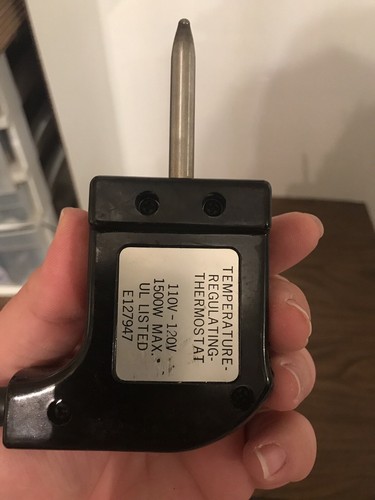 TEMPERATURE-
REGULATING-
THERMOSTAT
110V-120V
1500W MAX.
UL LISTED
E127947